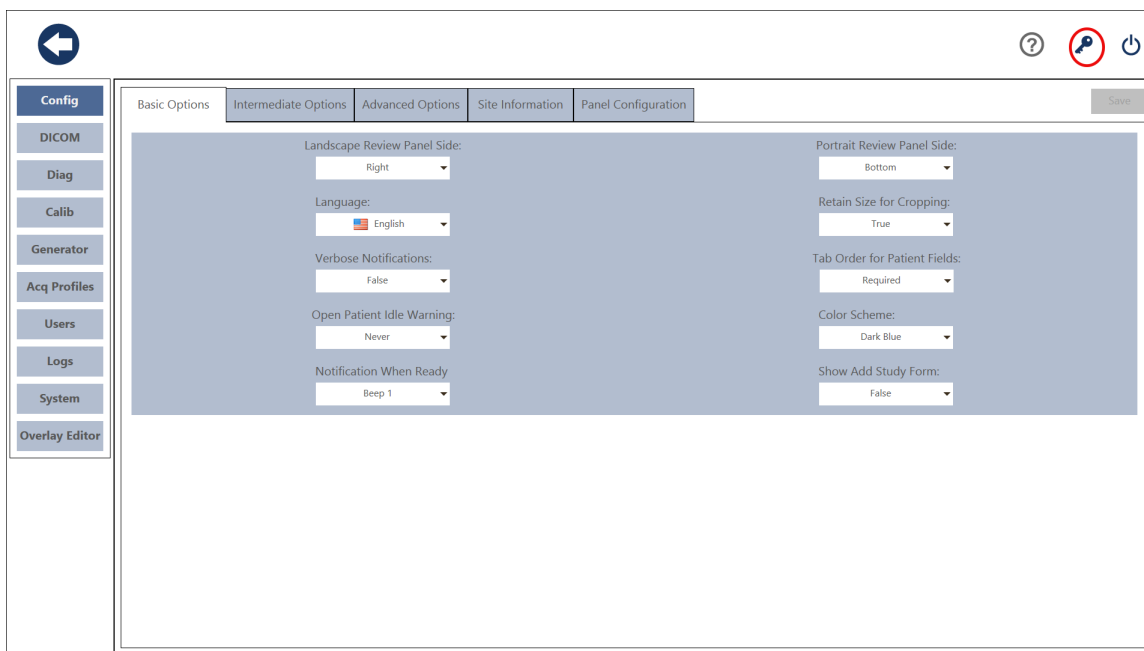 ?
Config
DICOM
Diag
Calib
Generator
Acq Profiles
Users
Logs
System
Overlay Editor
Basic Options Intermediate Options Advanced Options Site Information Panel Configuration Save
Landscape Review Panel Side: Portrait Review Panel Side:
Right Bottom
Language: Retain Size for Cropping:
English True
Verbose Notifications: Tab Order for Patient Fields:
False Required
Open Patient Idle Warning: Color Scheme:
Never Dark Blue
Notification When Ready Show Add Study Form:
Beep 1 False